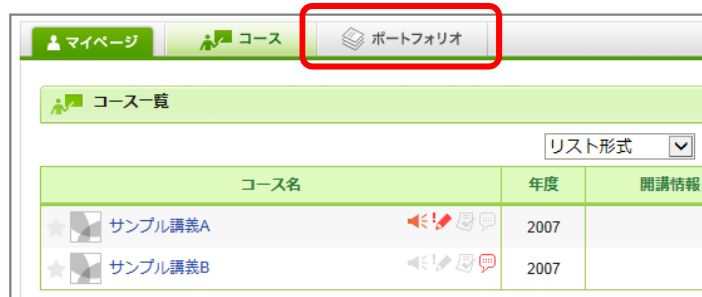 マイページ コース ポートフォリオ
コース一覧
リスト形式
コース名 年度 開講情報
サンプル講義A 2007
サンプル講義B 2007